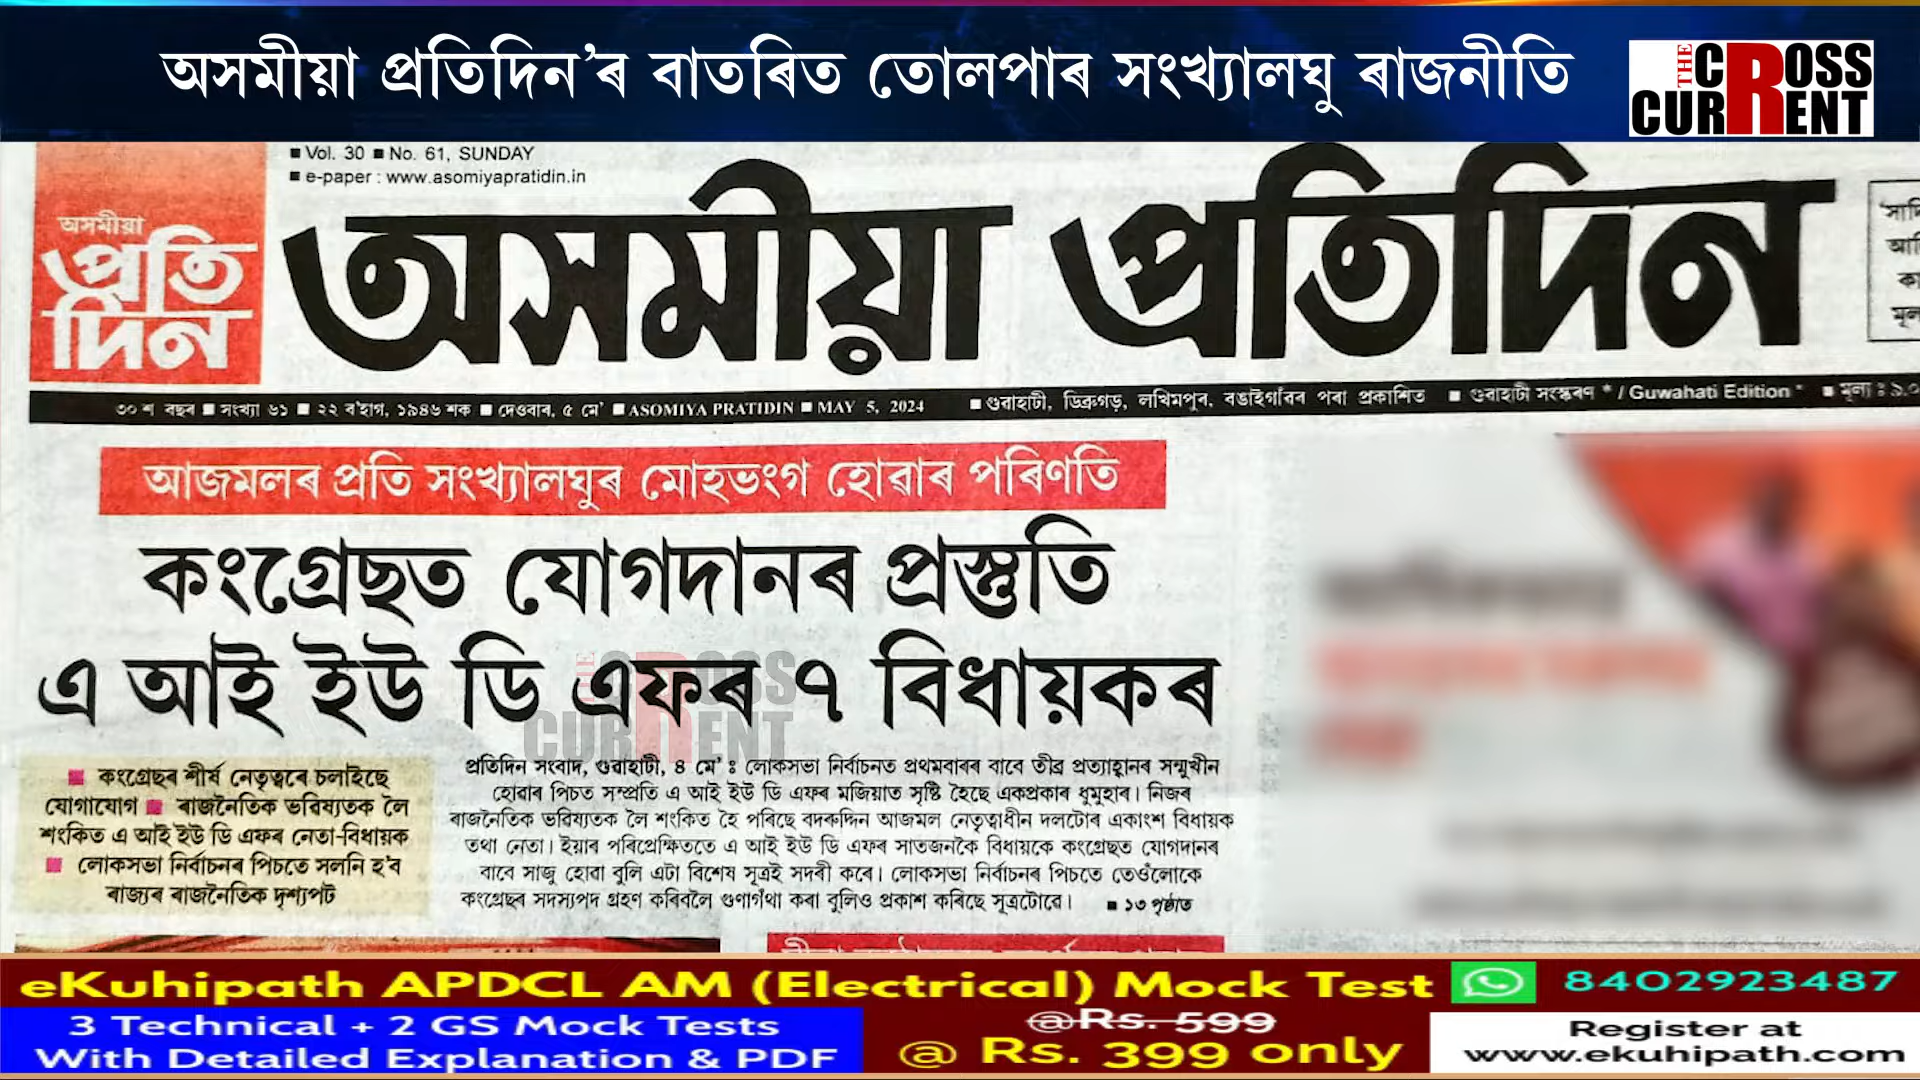 অসমীয়া প্ৰতিদিন’ৰ বাতৰিত তোলপাৰ সংখ্যালঘু ৰাজনীতি
THE CROSS CURRENT
■ Vol. 30 ■ No. 61, SUNDAY
■ e-paper : www.asomiyapratidin.in
অসমীয়া
প্ৰতি
দিন
অসমীয়া প্ৰতিদিন
৩০ শ বছৰ ■ সংখ্যা ৬১ ■ ২২ ব'হাগ, ১৯৪৬ শক ■ দেওবাৰ, ৫ মে' ■ ASOMIYA PRATIDIN ■ MAY 5, 2024 ■ গুৱাহাটী, ডিব্ৰুগড়, লখিমপুৰ, বঙাইগাঁৱৰ পৰা প্ৰকাশিত ■ গুৱাহাটী সংস্কৰণ * / Guwahati Edition * ■ মূল্য :
আজমলৰ প্ৰতি সংখ্যালঘুৰ মোহভংগ হোৱাৰ পৰিণতি
কংগ্ৰেছত যোগদানৰ প্ৰস্তুতি
এ আই ইউ ডি এফৰ ৭ বিধায়কৰ
THE CROSS CURRENT
■ কংগ্ৰেছৰ শীৰ্ষ নেতৃত্বৰে চলাইছে
যোগাযোগ ■ ৰাজনৈতিক ভৱিষ্যতক লৈ
শংকিত এ আই ইউ ডি এফৰ নেতা-বিধায়ক
■ লোকসভা নিৰ্বাচনৰ পিচতে সলনি হ'ব
ৰাজ্যৰ ৰাজনৈতিক দৃশ্যপট
প্ৰতিদিন সংবাদ, গুৱাহাটী, ৪ মে' ঃ লোকসভা নিৰ্বাচনত প্ৰথমবাৰৰ বাবে তীব্ৰ প্ৰত্যাহ্বানৰ সন্মুখীন
হোৱাৰ পিচত সম্প্ৰতি এ আই ইউ ডি এফৰ মজিয়াত সৃষ্টি হৈছে একপ্ৰকাৰ ধুমুহাৰ। নিজৰ
ৰাজনৈতিক ভৱিষ্যতক লৈ শংকিত হৈ পৰিছে বদৰুদ্দিন আজমল নেতৃত্বাধীন দলটোৰ একাংশ বিধায়ক
তথা নেতা। ইয়াৰ পৰিপ্ৰেক্ষিততে এ আই ইউ ডি এফৰ সাতজনকৈ বিধায়কে কংগ্ৰেছত যোগদানৰ
বাবে সাজু হোৱা বুলি এটা বিশেষ সূত্ৰই সদৰী কৰে। লোকসভা নিৰ্বাচনৰ পিচতে তেওঁলোকে
কংগ্ৰেছৰ সদস্যপদ গ্ৰহণ কৰিবলৈ গুণাগঁথা কৰা বুলিও প্ৰকাশ কৰিছে সূত্ৰটোৱে। ■ ১৩ পৃষ্ঠাত
eKuhipath APDCL AM (Electrical) Mock Test 8402923487
3 Technical + 2 GS Mock Tests
With Detailed Explanation & PDF
@Rs. 599
@ Rs. 399 only
Register at
www.ekuhipath.com